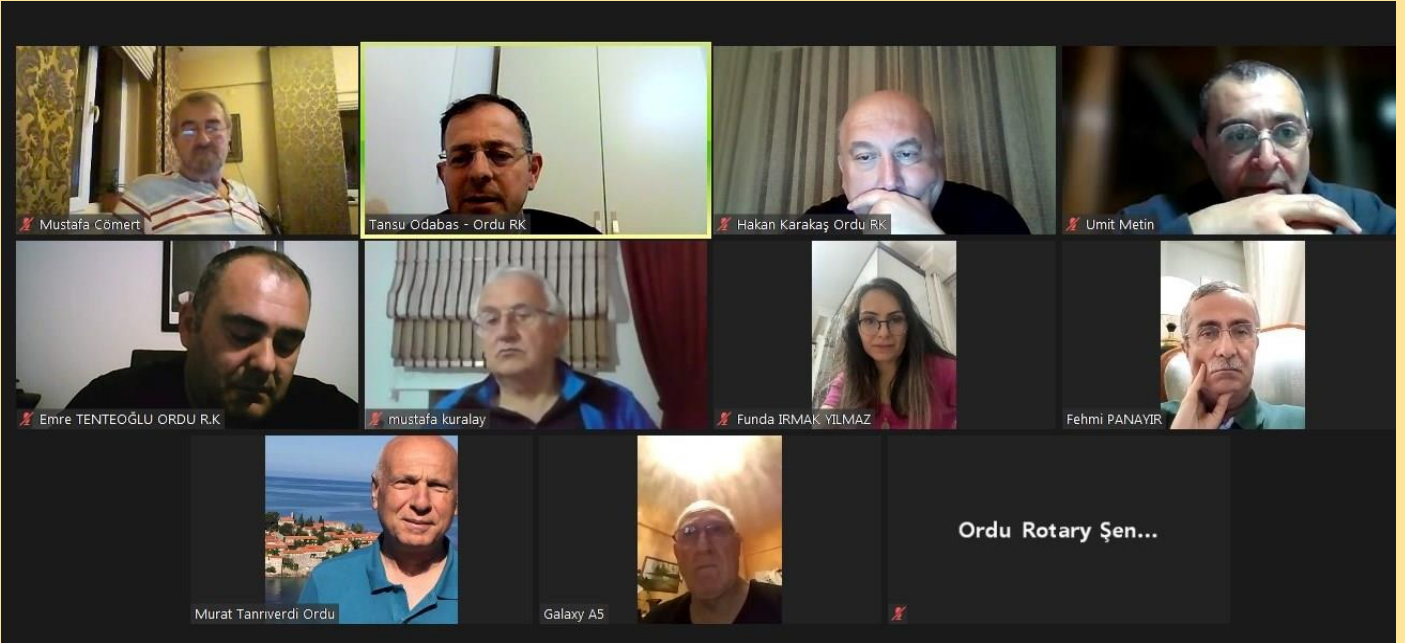 Mustafa Cömert
Tansu Odabas - Ordu RK
Hakan Karakaş Ordu RK
Umit Metin
Emre TENTEOĞLU ORDU R.K
mustafa kuralay
Funda IRMAK YILMAZ
Fehmi PANAYIR
Murat Tanrıverdi Ordu
Galaxy A5
Ordu Rotary Şen...